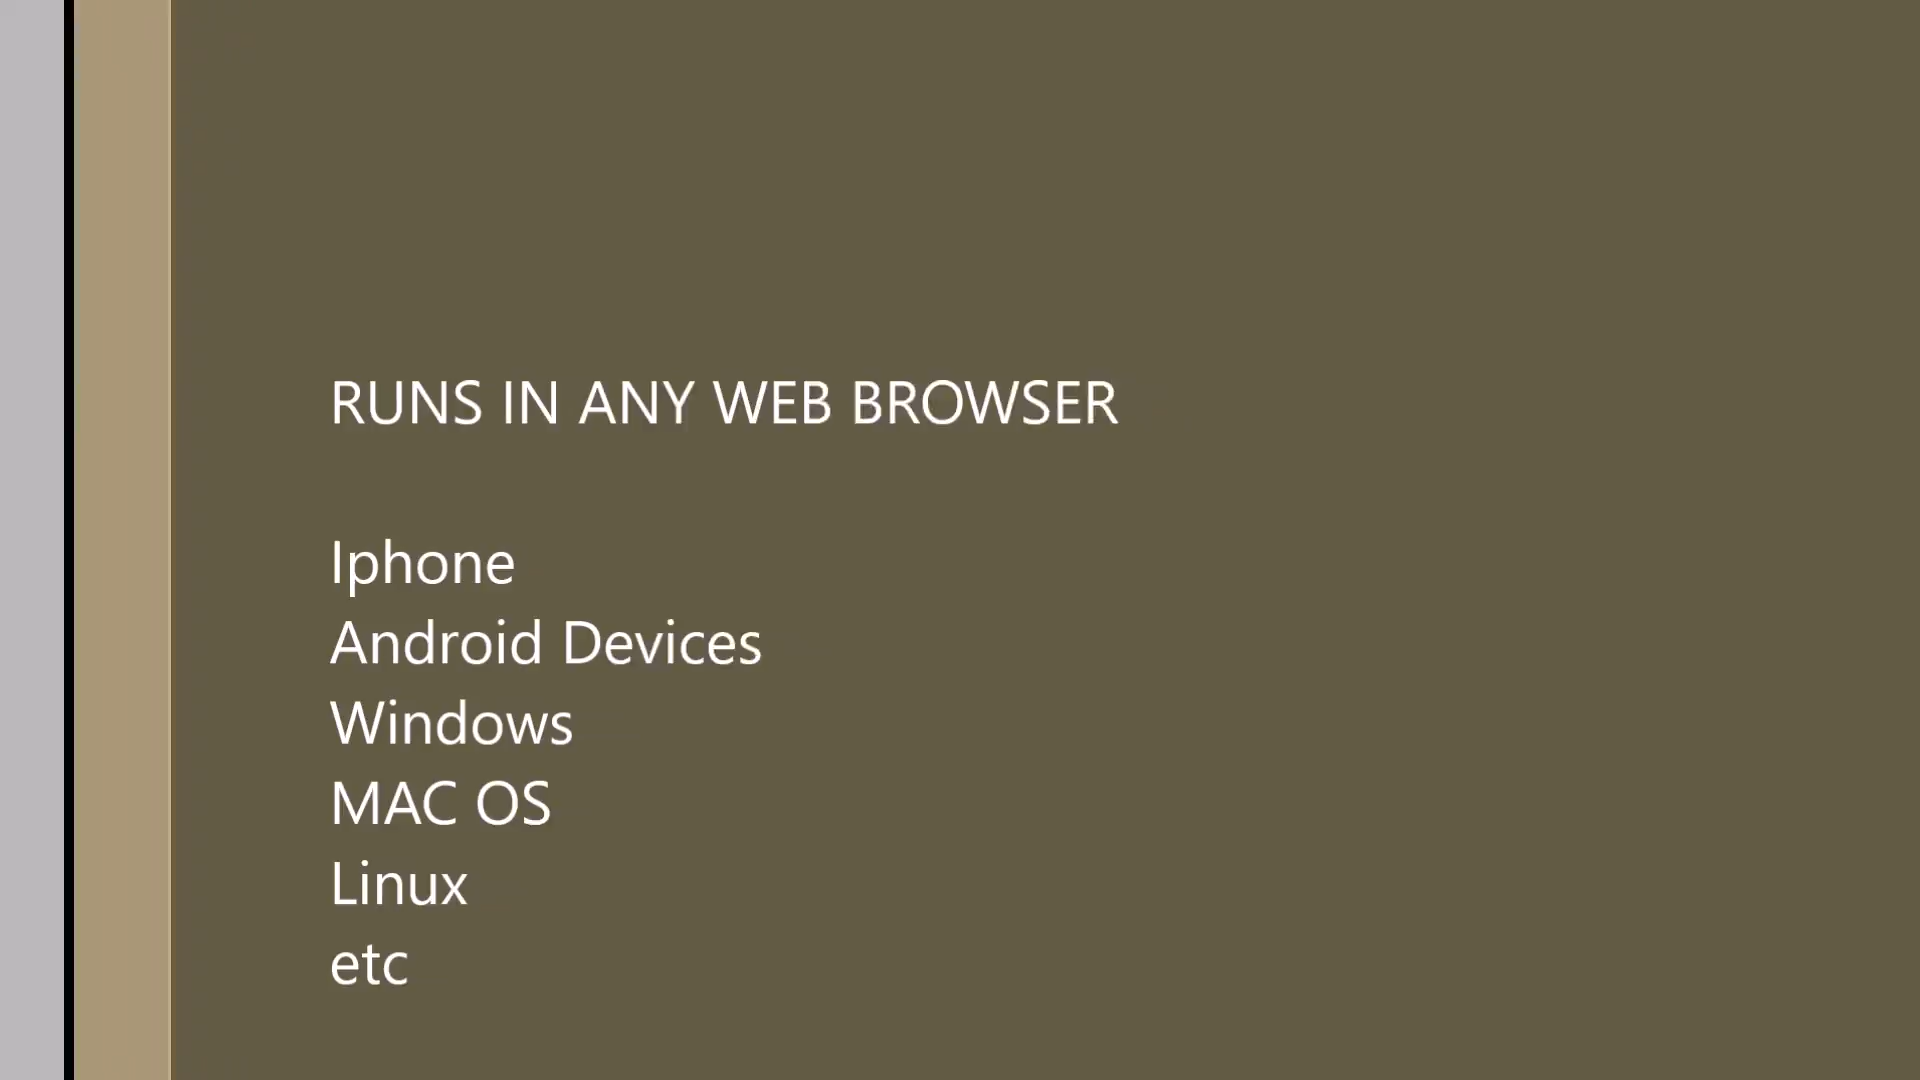 RUNS IN ANY WEB BROWSER
Iphone
Android Devices
Windows
MAC OS
Linux
etc